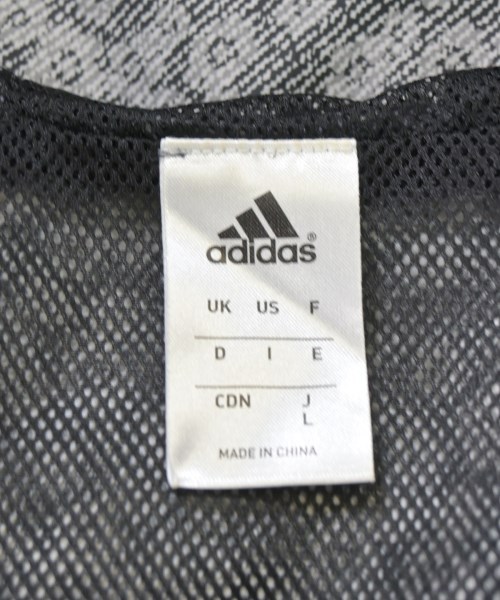 adidas®
UK US F
D I E
CDN J
L
MADE IN CHINA